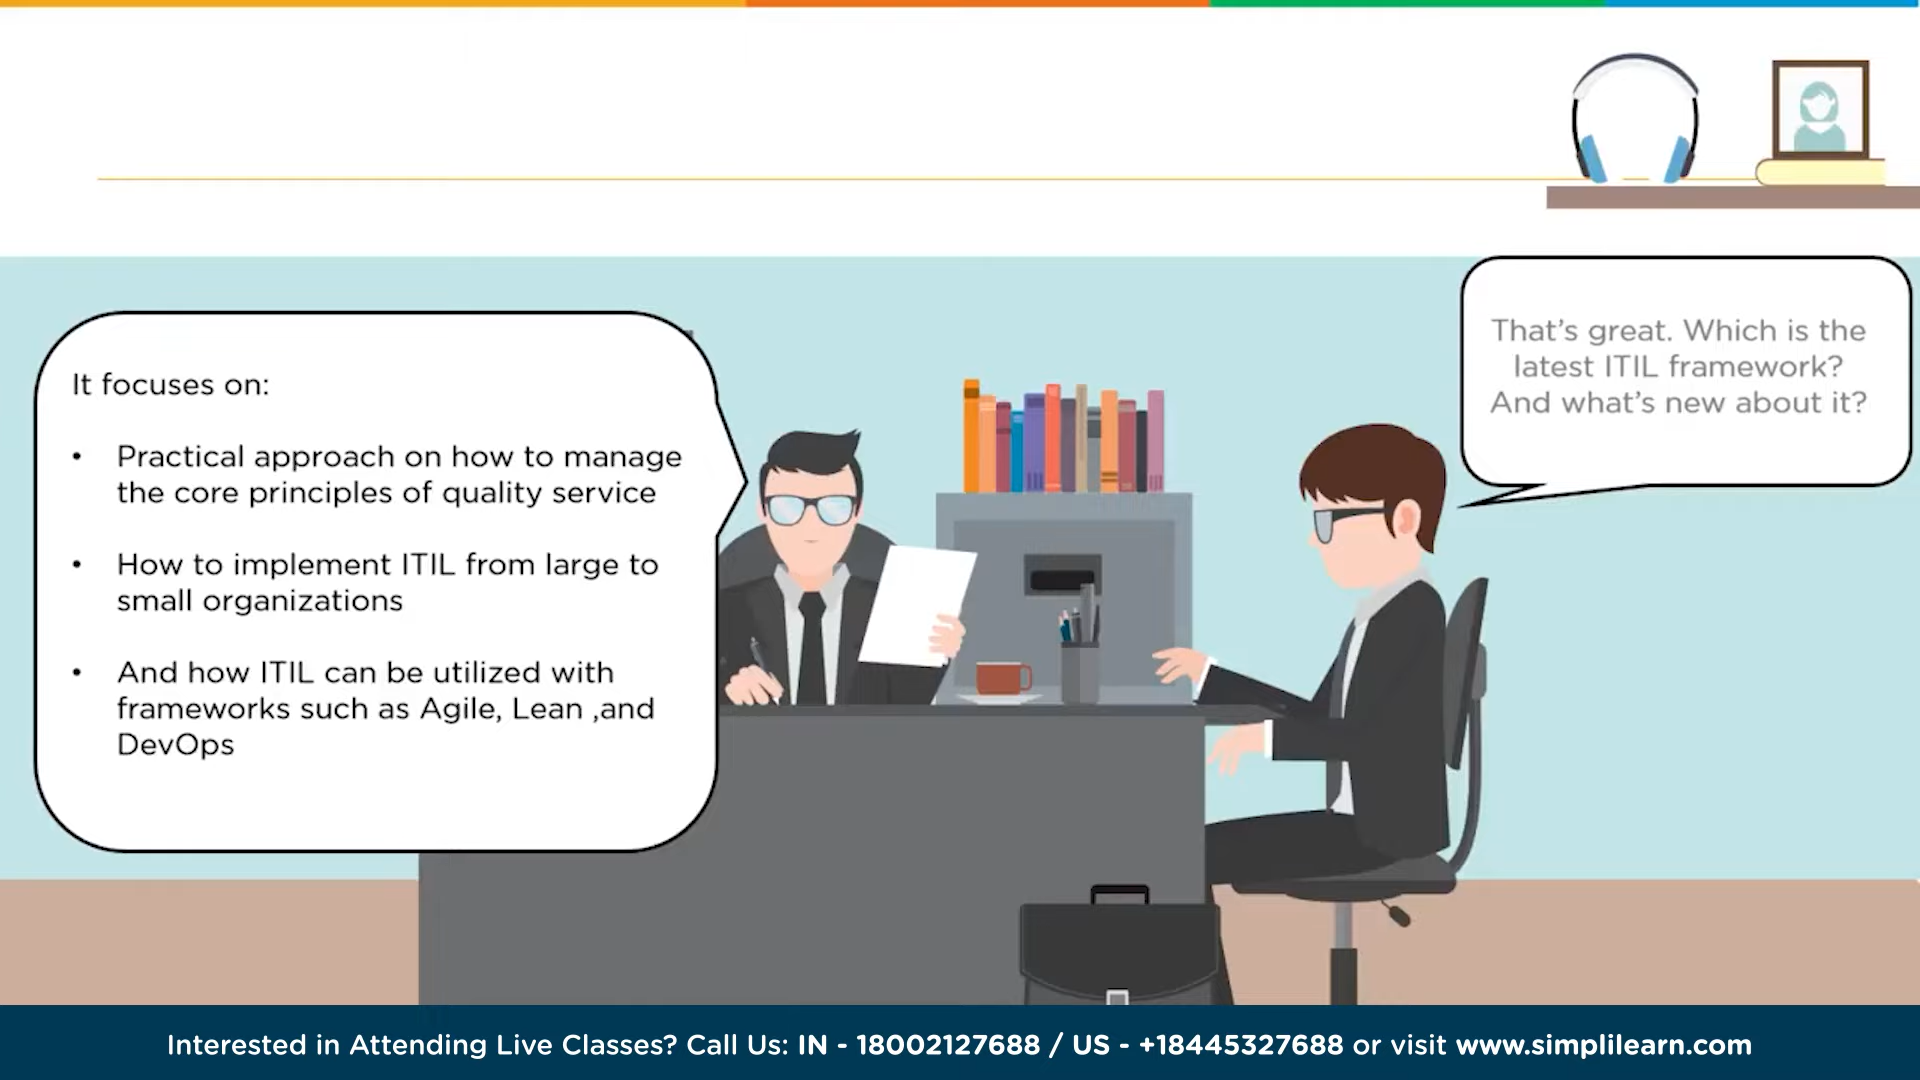 That's great. Which is the
latest ITIL framework?
And what's new about it?
It focuses on:
• Practical approach on how to manage
the core principles of quality service
• How to implement ITIL from large to
small organizations
• And how ITIL can be utilized with
frameworks such as Agile, Lean ,and
DevOps
Interested in Attending Live Classes? Call Us: IN - 18002127688 / US - +18445327688 or visit www.simplilearn.com